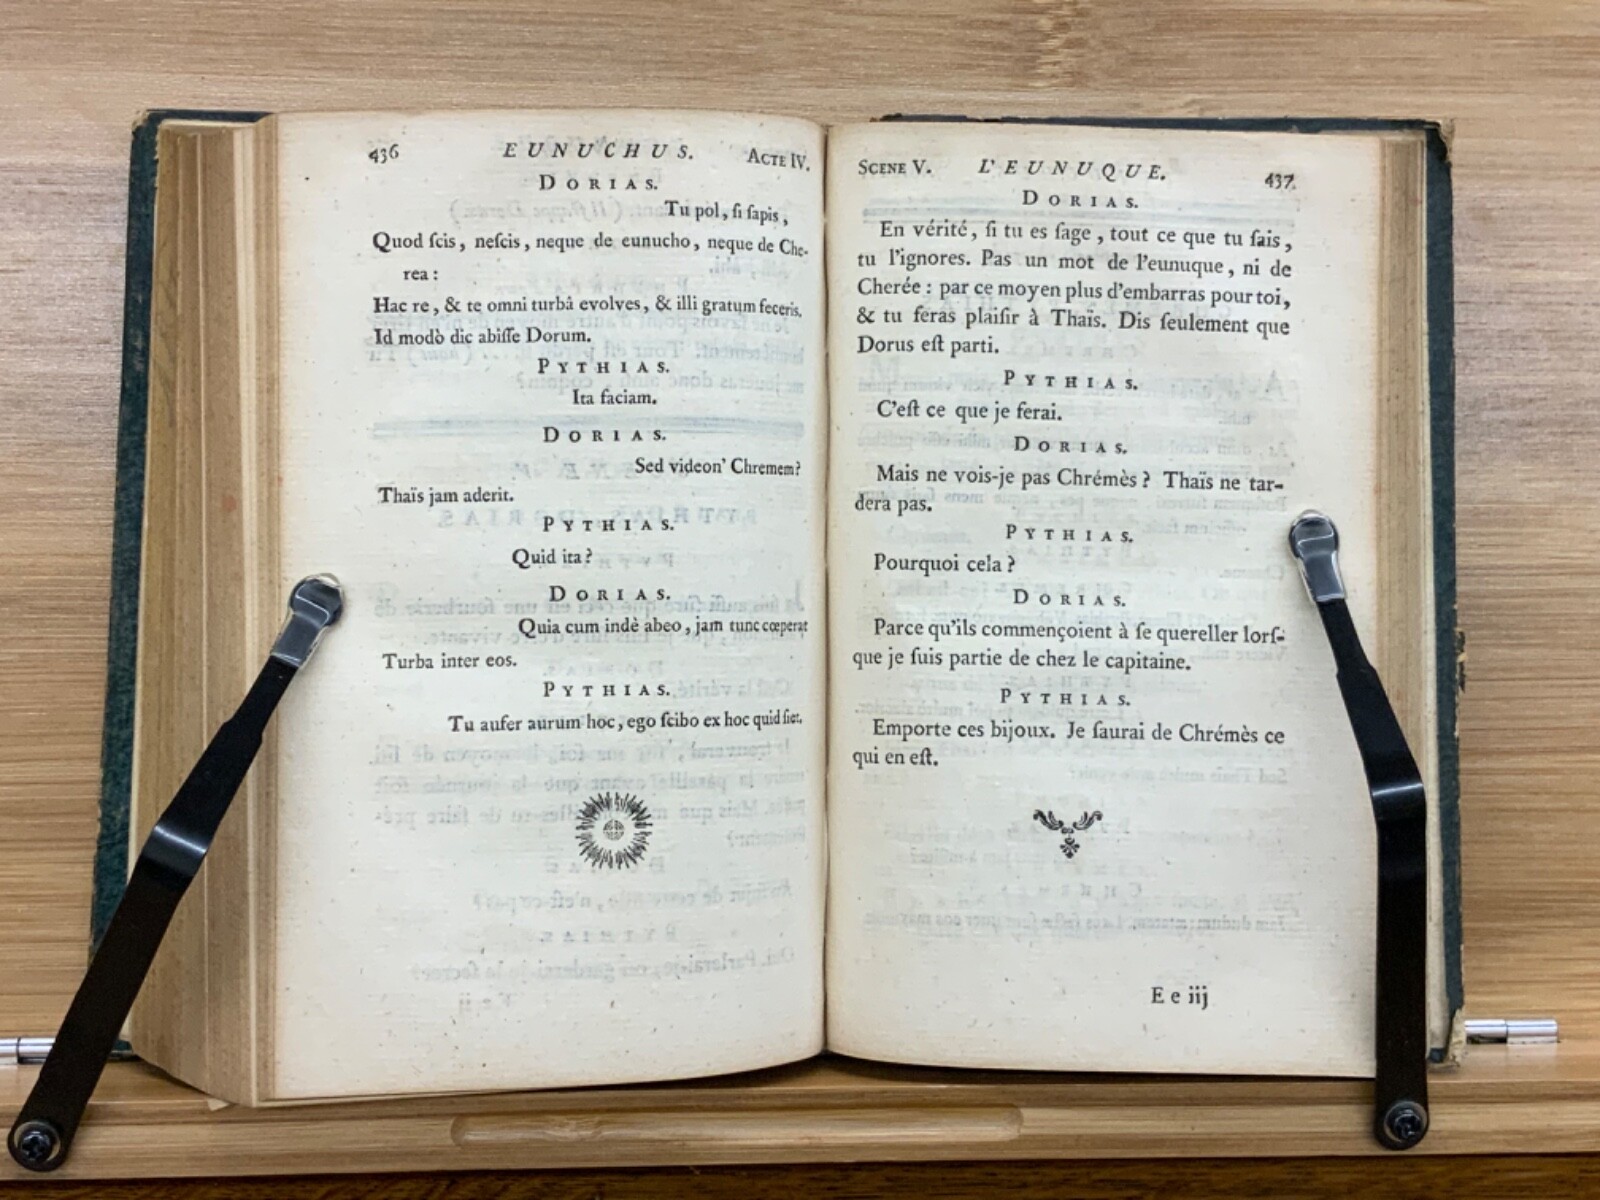 436 EUNUCHUS. ACTE IV.
DORIAS.
Tu pol, ſi ſapis,
Quod ſcis, neſcis, neque de eunucho, neque de Che-
rea :
Hac re, & te omni turbâ evolves, & illi gratum feceris.
Id modò dic abiſſe Dorum.
PYTHIAS.
Ita faciam.
DORIAS.
Sed videon' Chremem?
Thaïs jam aderit.
PYTHIAS.
Quid ita ?
DORIAS.
Quia cum indè abeo, jam tunc cœperat
Turba inter eos.
PYTHIAS.
Tu aufer aurum hoc, ego ſcibo ex hoc quid ſiet.
SCENE V. L'EUNUQUE. 437
DORIAS.
En vérité, ſi tu es ſage, tout ce que tu ſais,
tu l'ignores. Pas un mot de l'eunuque, ni de
Cherée : par ce moyen plus d'embarras pour toi,
& tu feras plaiſir à Thaïs. Dis ſeulement que
Dorus eſt parti.
PYTHIAS.
C'eſt ce que je ferai.
DORIAS.
Mais ne vois-je pas Chrémès ? Thaïs ne tar-
dera pas.
PYTHIAS.
Pourquoi cela ?
DORIAS.
Parce qu'ils commençoient à ſe quereller lorſ-
que je ſuis partie de chez le capitaine.
PYTHIAS.
Emporte ces bijoux. Je ſaurai de Chrémès ce
qui en eſt.
E e iij